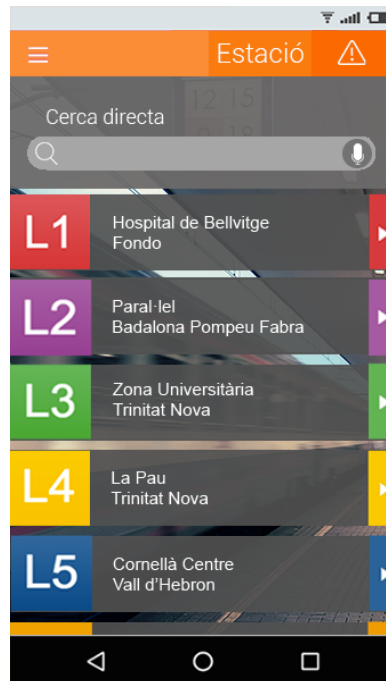 Estació
Cerca directa
L1
Hospital de Bellvitge
Fondo
L2
Paral·lel
Badalona Pompeu Fabra
L3
Zona Universitària
Trinitat Nova
L4
La Pau
Trinitat Nova
L5
Cornellà Centre
Vall d'Hebron